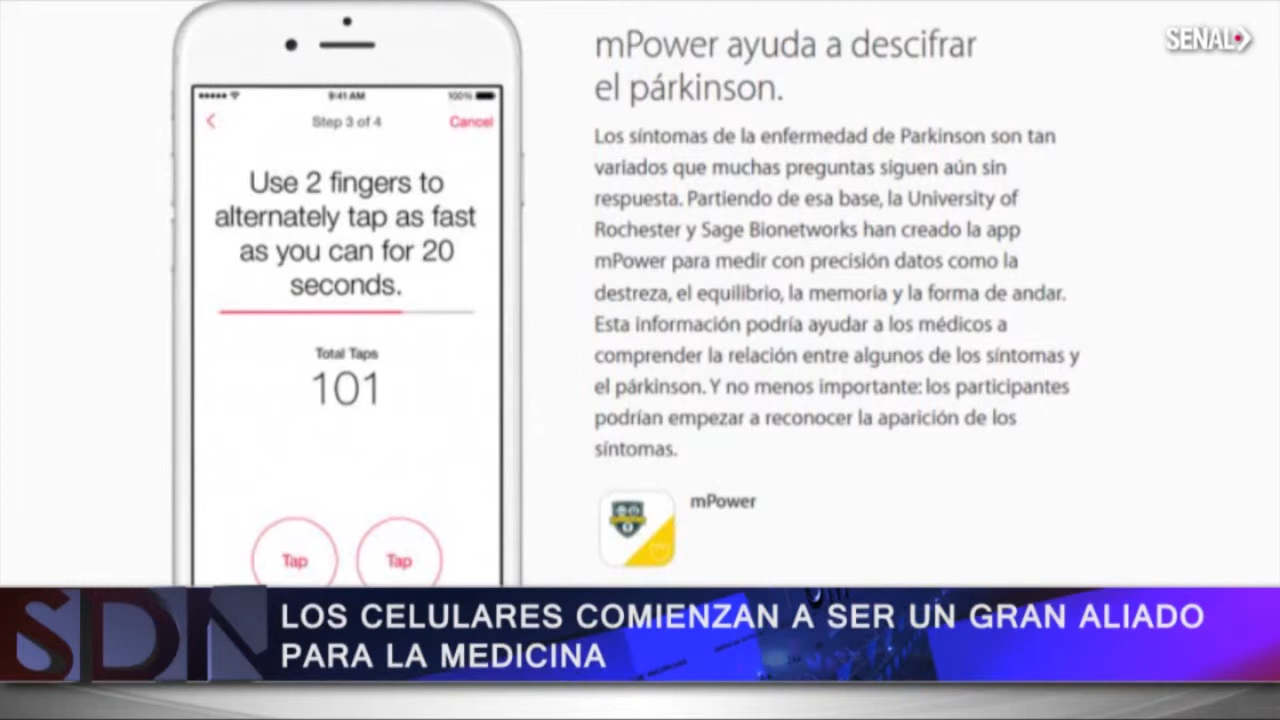 SEÑAL
9:41 AM
100%
Step 3 of 4
Cancel
Use 2 fingers to
alternately tap as fast
as you can for 20
seconds.
Total Taps
101
Tap
Tap
mPower ayuda a descifrar
el párkinson.
Los síntomas de la enfermedad de Parkinson son tan
variados que muchas preguntas siguen aún sin
respuesta. Partiendo de esa base, la University of
Rochester y Sage Bionetworks han creado la app
mPower para medir con precisión datos como la
destreza, el equilibrio, la memoria y la forma de andar.
Esta información podría ayudar a los médicos a
comprender la relación entre algunos de los síntomas y
el párkinson. Y no menos importante: los participantes
podrían empezar a reconocer la aparición de los
síntomas.
mPower
SDN
LOS CELULARES COMIENZAN A SER UN GRAN ALIADO
PARA LA MEDICINA